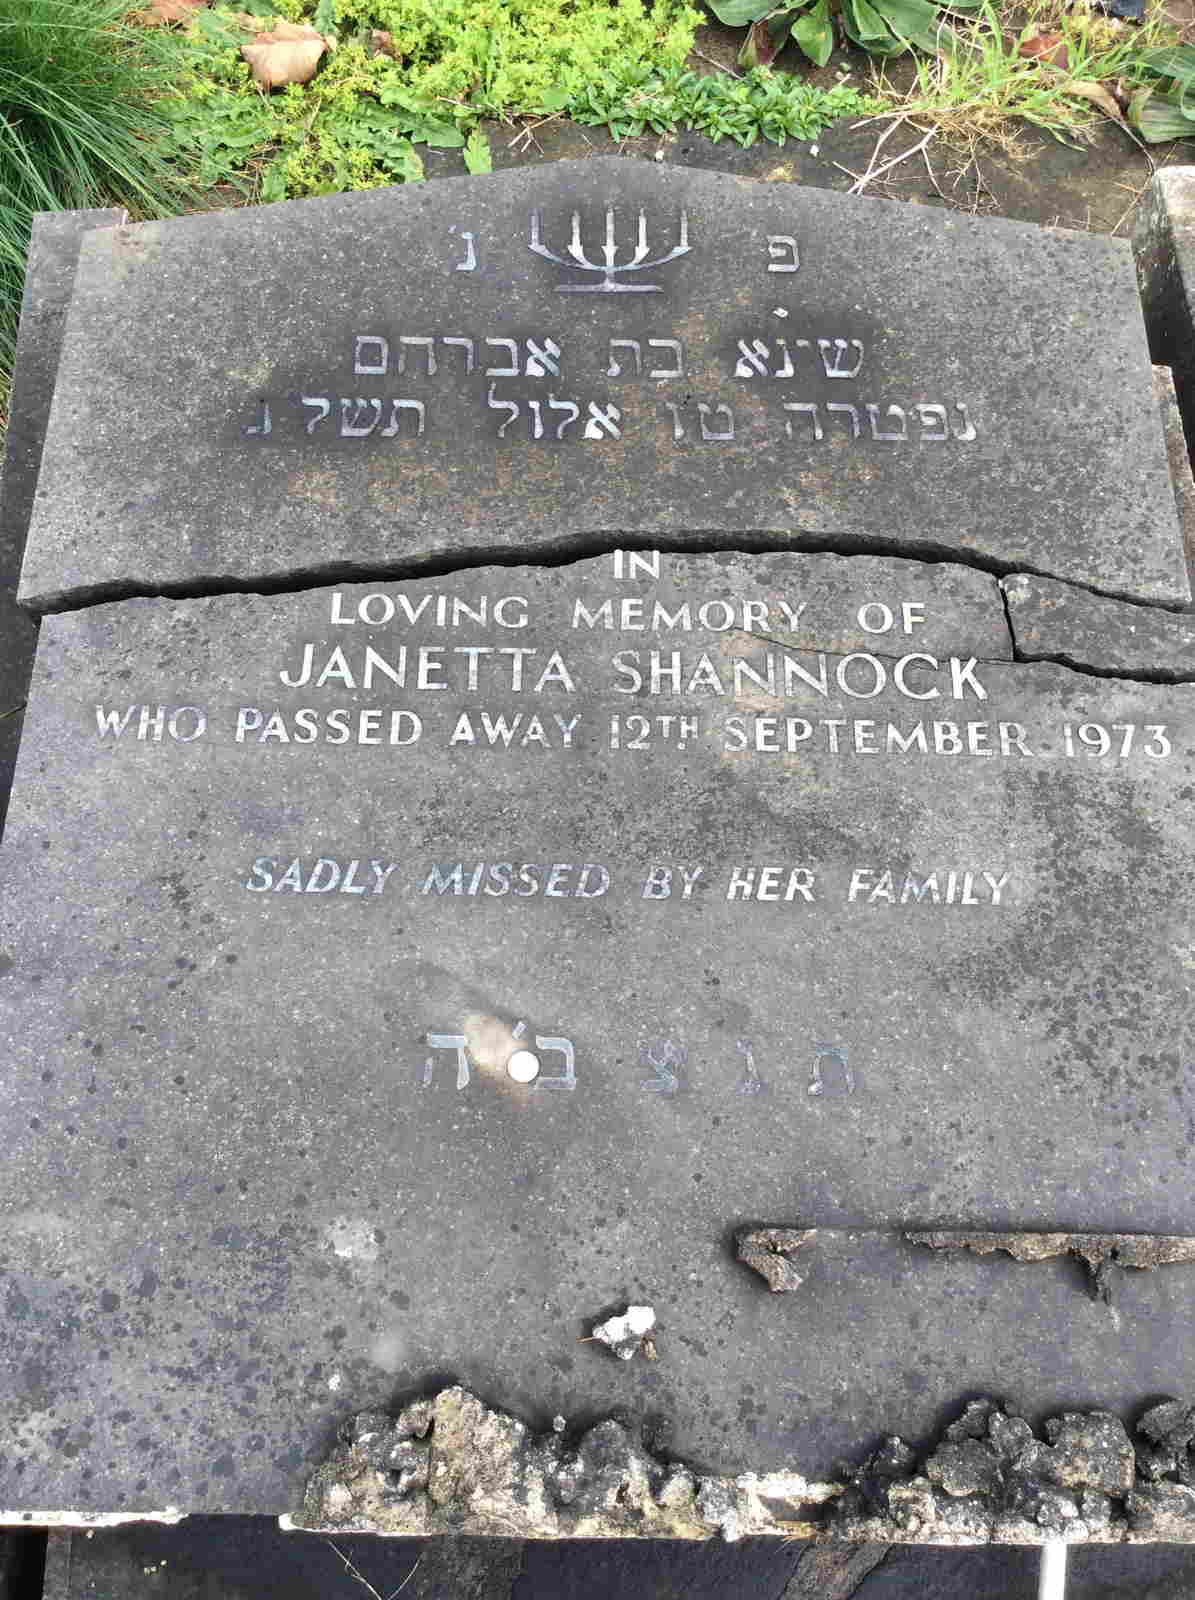 פ נ
שינא בת אברהם
נפטרה טו אלול תשל'ג
IN
LOVING MEMORY OF
JANETTA SHANNOCK
WHO PASSED AWAY 12TH SEPTEMBER 1973
SADLY MISSED BY HER FAMILY
ת נ צ ב'ה